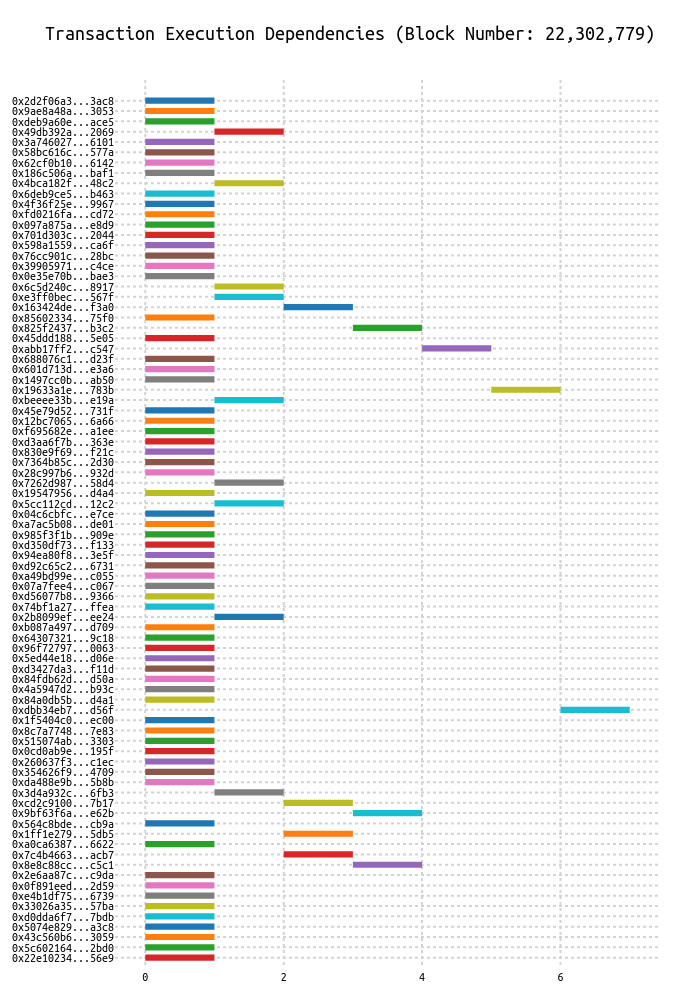 Transaction Execution Dependencies (Block Number: 22,302,779)
0x2d2f06a3...3ac8
0x9ae8a48a...3053
0xdeb9a60e...ace5
0x49db392a...2069
0x3a746027...6101
0x58bc616c...577a
0x62cf0b10...6142
0x186c506a...baf1
0x4bca182f...48c2
0x6deb9ce5...b463
0x4f36f25e...9967
0xfd0216fa...cd72
0x097a875a...e8d9
0x701d303c...2044
0x598a1559...ca6f
0x76cc901c...28bc
0x39905971...c4ce
0x0e35e70b...bae3
0x6c5d240c...8917
0xe3ff0bec...567f
0x163424de...f3a0
0x85602334...75f0
0x825f2437...b3c2
0x45ddd188...5e05
0xabb17ff2...c547
0x688076c1...d23f
0x601d713d...e3a6
0x1497cc0b...ab50
0x19633a1e...783b
0xbeeee33b...e19a
0x45e79d52...731f
0x12bc7065...6a66
0xf695682e...a1ee
0xd3aa6f7b...363e
0x830e9f69...f21c
0x7364b85c...2d30
0x28c997b6...932d
0x7262d987...58d4
0x19547956...d4a4
0x5cc112cd...12c2
0x04c6cbfc...e7ce
0xa7ac5b08...de01
0x985f3f1b...909e
0xd350df73...f133
0x94ea80f8...3e5f
0xd92c65c2...6731
0xa49bd99e...c055
0x07a7fee4...c067
0xd56077b8...9366
0x74bf1a27...ffea
0x2b8099ef...ee24
0xb087a497...d709
0x64307321...9c18
0x96f72797...0063
0x5ed44e18...d06e
0xd3427da3...f11d
0x84fdb62d...d50a
0x4a5947d2...b93c
0x84a0db5b...d4a1
0xdbb34eb7...d56f
0x1f5404c0...ec00
0x8c7a7748...7e83
0x515074ab...3303
0x0cd0ab9e...195f
0x260637f3...c1ec
0x354626f9...4709
0xda488e9b...5b8b
0x3d4a932c...6fb3
0xcd2c9100...7b17
0x9bf63f6a...e62b
0x564c8bde...cb9a
0x1ff1e279...5db5
0xa0ca6387...6622
0x7c4b4663...acb7
0x8e8c88cc...c5c1
0x2e6aa87c...c9da
0x0f891eed...2d59
0xe4b1df75...6739
0x33026a35...57ba
0xd0dda6f7...7bdb
0x5074e829...a3c8
0x43c560b6...3059
0x5c602164...2bd0
0x22e10234...56e9
0 2 4 6